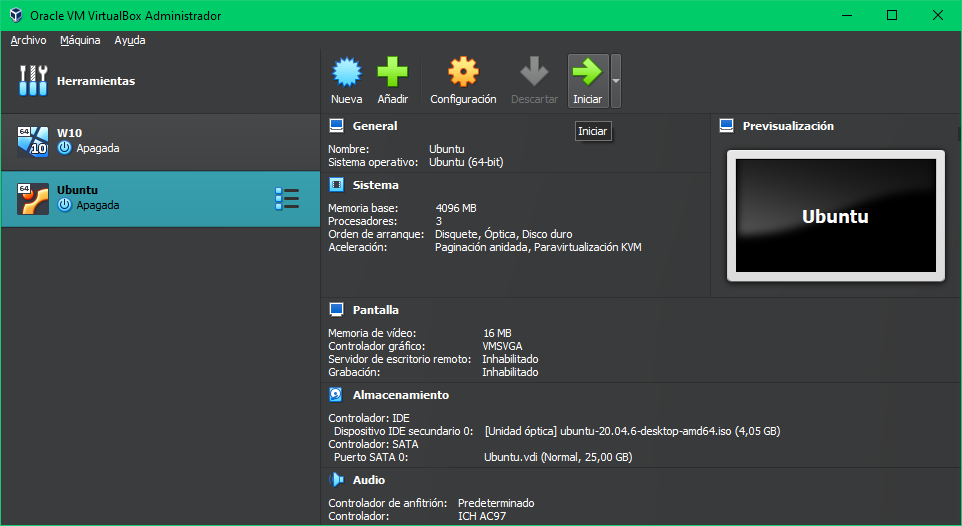 Oracle VM VirtualBox Administrador
Archivo Máquina Ayuda
Herramientas
Nueva Añadir Configuración Descartar Iniciar
Iniciar
64 10 W10
Apagada
64 Ubuntu
Apagada
General
Nombre: Ubuntu
Sistema operativo: Ubuntu (64-bit)
Sistema
Memoria base: 4096 MB
Procesadores: 3
Orden de arranque: Disquete, Óptica, Disco duro
Aceleración: Paginación anidada, Paravirtualización KVM
Previsualización
Ubuntu
Pantalla
Memoria de vídeo: 16 MB
Controlador gráfico: VMSVGA
Servidor de escritorio remoto: Inhabilitado
Grabación: Inhabilitado
Almacenamiento
Controlador: IDE
Dispositivo IDE secundario 0: [Unidad óptica] ubuntu-20.04.6-desktop-amd64.iso (4,05 GB)
Controlador: SATA
Puerto SATA 0: Ubuntu.vdi (Normal, 25,00 GB)
Audio
Controlador de anfitrión: Predeterminado
Controlador: ICH AC97